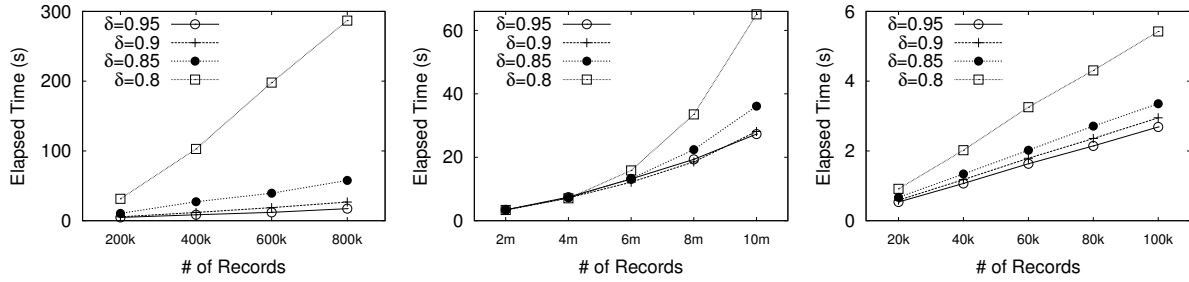 300
200
100
0
200k
400k
600k
800k
Elapsed Time (s)
# of Records
δ=0.95
δ=0.9
δ=0.85
δ=0.8
60
40
20
0
2m
4m
6m
8m
10m
Elapsed Time (s)
# of Records
δ=0.95
δ=0.9
δ=0.85
δ=0.8
6
4
2
0
20k
40k
60k
80k
100k
Elapsed Time (s)
# of Records
δ=0.95
δ=0.9
δ=0.85
δ=0.8